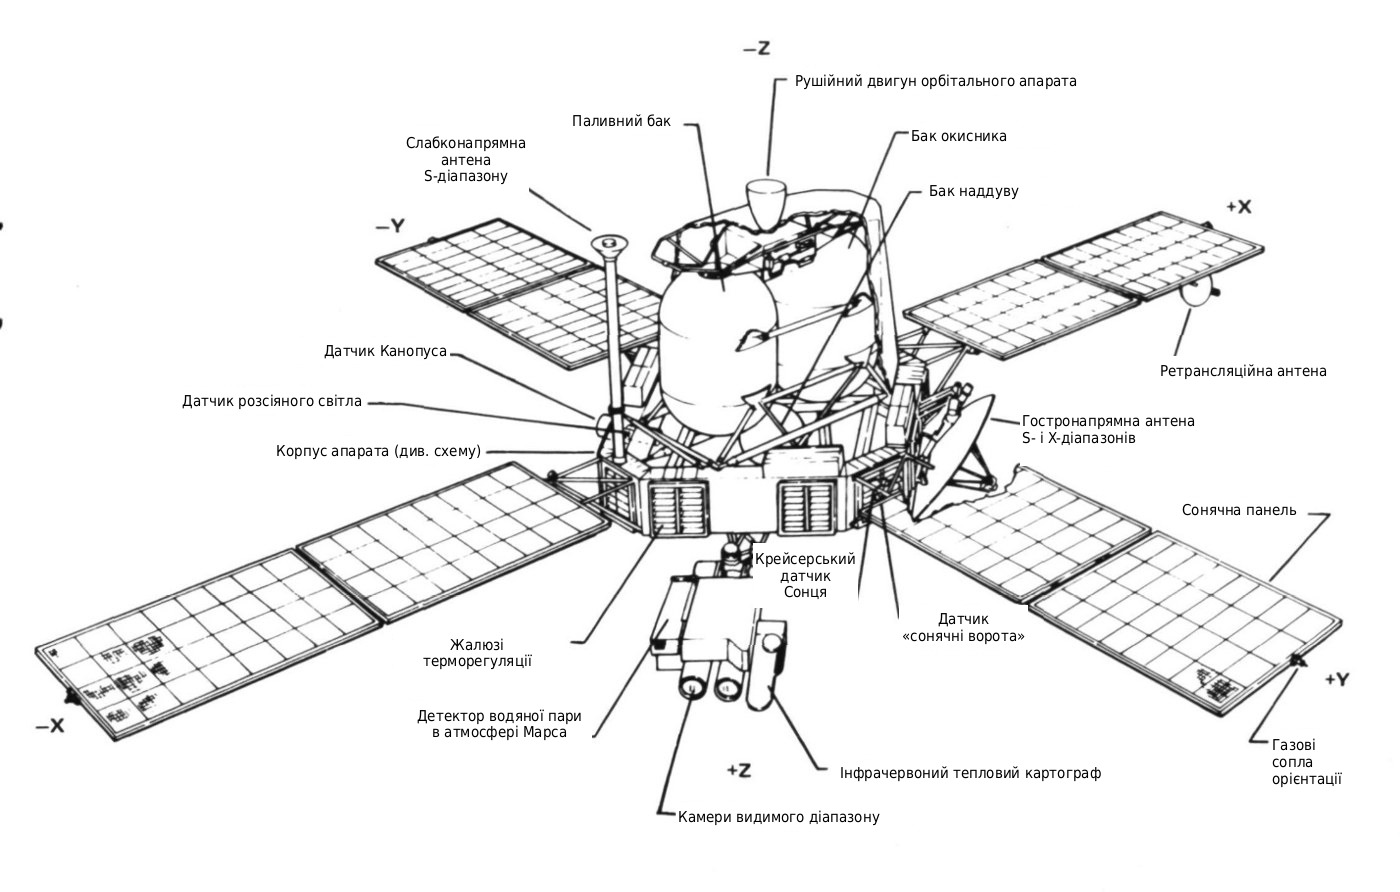 –Z
Рушійний двигун орбітального апарата
Паливний бак
Бак окисника
Слабконапрямна
антена
S-діапазону
Бак наддуву
–Y
+X
Датчик Канопуса
Ретрансляційна антена
Датчик розсіяного світла
Гостронапрямна антена
S- і X-діапазонів
Корпус апарата (див. схему)
Сонячна панель
Крейсерський
датчик
Сонця
Датчик
«сонячні ворота»
Жалюзі
терморегуляції
+Y
Детектор водяної пари
в атмосфері Марса
–X
Газові
сопла
орієнтації
+Z
Інфрачервоний тепловий картограф
Камери видимого діапазону